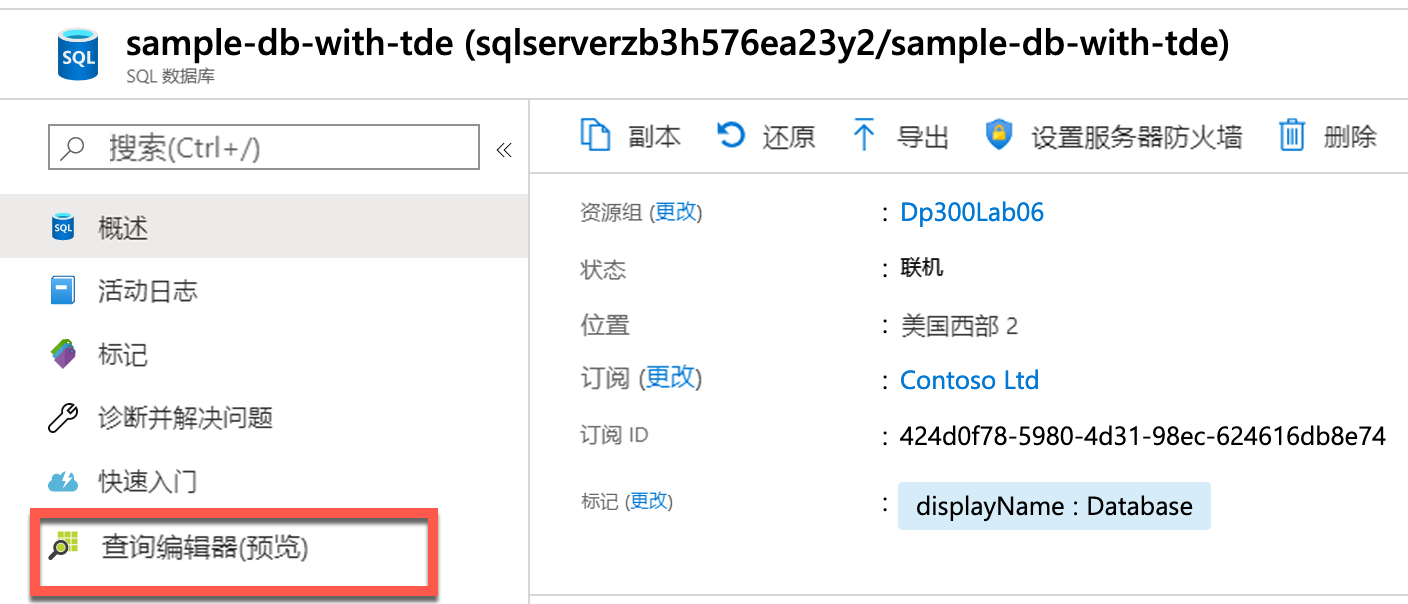 sample-db-with-tde (sqlserverzb3h576ea23y2/sample-db-with-tde)
SQL
SQL 数据库
搜索(Ctrl+/)
«
副本 还原 导出 设置服务器防火墙 删除
SQL 概述
活动日志
标记
诊断并解决问题
快速入门
查询编辑器(预览)
资源组 (更改) : Dp300Lab06
状态 : 联机
位置 : 美国西部 2
订阅 (更改) : Contoso Ltd
订阅 ID : 424d0f78-5980-4d31-98ec-624616db8e74
标记 (更改) : displayName : Database